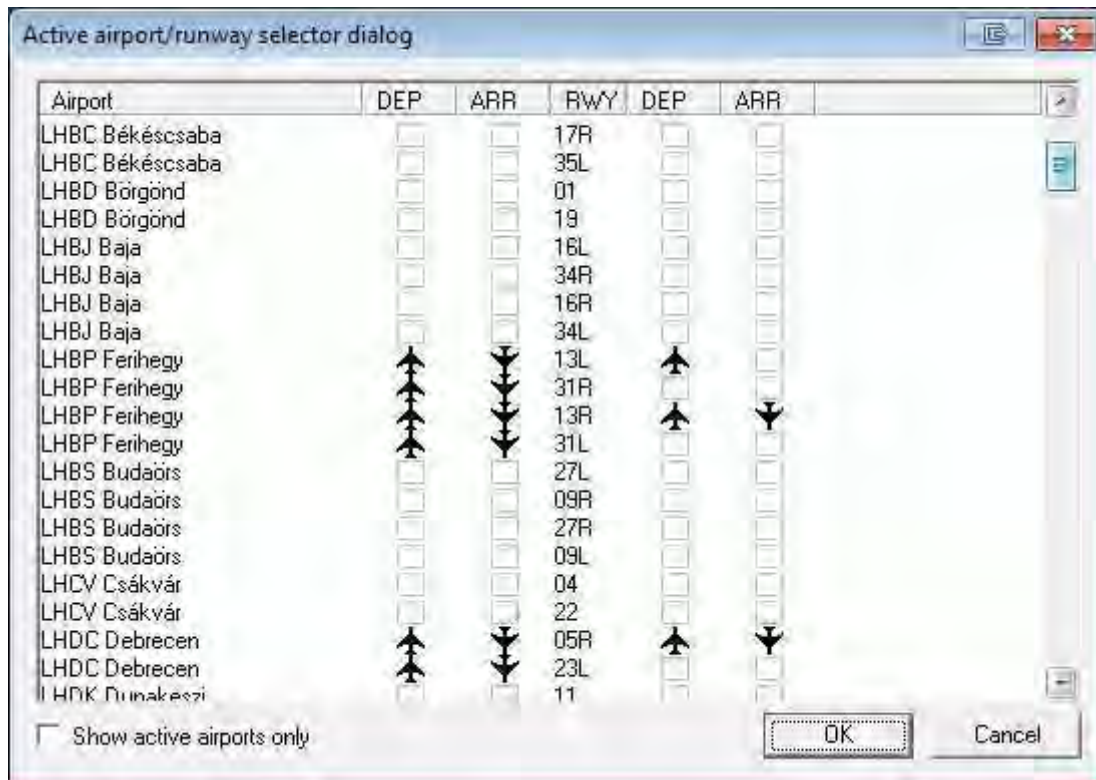 Active airport/runway selector dialog
Airport DEP ARR RWY DEP ARR
LHBC Békéscsaba 17R
LHBC Békéscsaba 35L
LHBD Börgönd 01
LHBD Börgönd 19
LHBJ Baja 16L
LHBJ Baja 34R
LHBJ Baja 16R
LHBJ Baja 34L
LHBP Ferihegy 13L
LHBP Ferihegy 31R
LHBP Ferihegy 13R
LHBP Ferihegy 31L
LHBS Budaörs 27L
LHBS Budaörs 09R
LHBS Budaörs 27R
LHBS Budaörs 09L
LHCV Csákvár 04
LHCV Csákvár 22
LHDC Debrecen 05R
LHDC Debrecen 23L
LHDK Dunakeszi 11
Show active airports only
OK Cancel